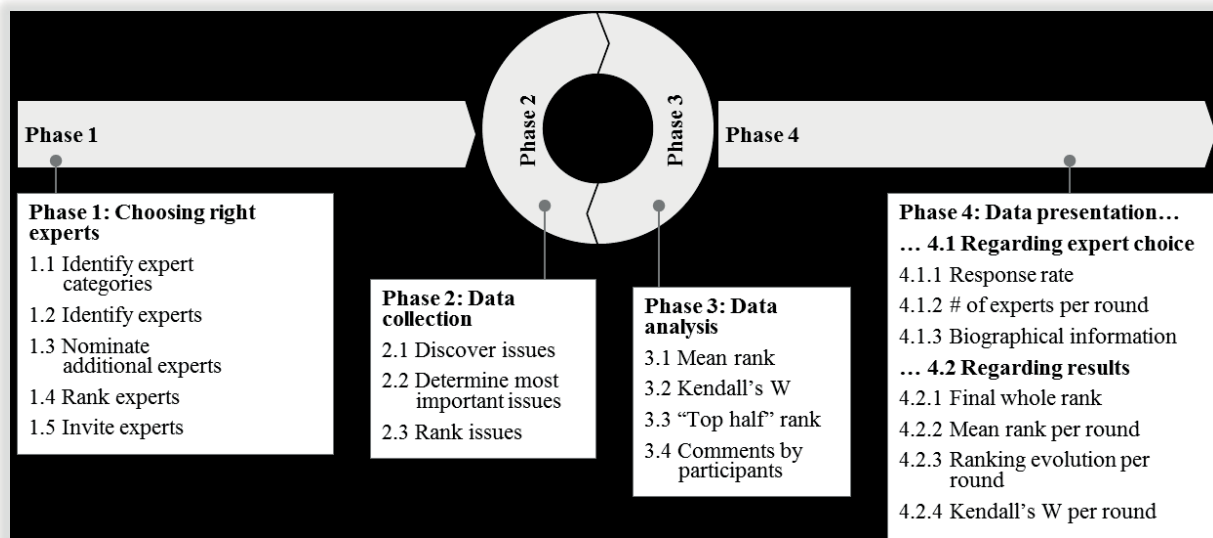 Phase 1
Phase 2
Phase 3
Phase 4
Phase 1: Choosing right
experts
1.1 Identify expert
categories
1.2 Identify experts
1.3 Nominate
additional experts
1.4 Rank experts
1.5 Invite experts
Phase 2: Data
collection
2.1 Discover issues
2.2 Determine most
important issues
2.3 Rank issues
Phase 3: Data
analysis
3.1 Mean rank
3.2 Kendall’s W
3.3 “Top half” rank
3.4 Comments by
participants
Phase 4: Data presentation…
… 4.1 Regarding expert choice
4.1.1 Response rate
4.1.2 # of experts per round
4.1.3 Biographical information
… 4.2 Regarding results
4.2.1 Final whole rank
4.2.2 Mean rank per round
4.2.3 Ranking evolution per
round
4.2.4 Kendall’s W per round